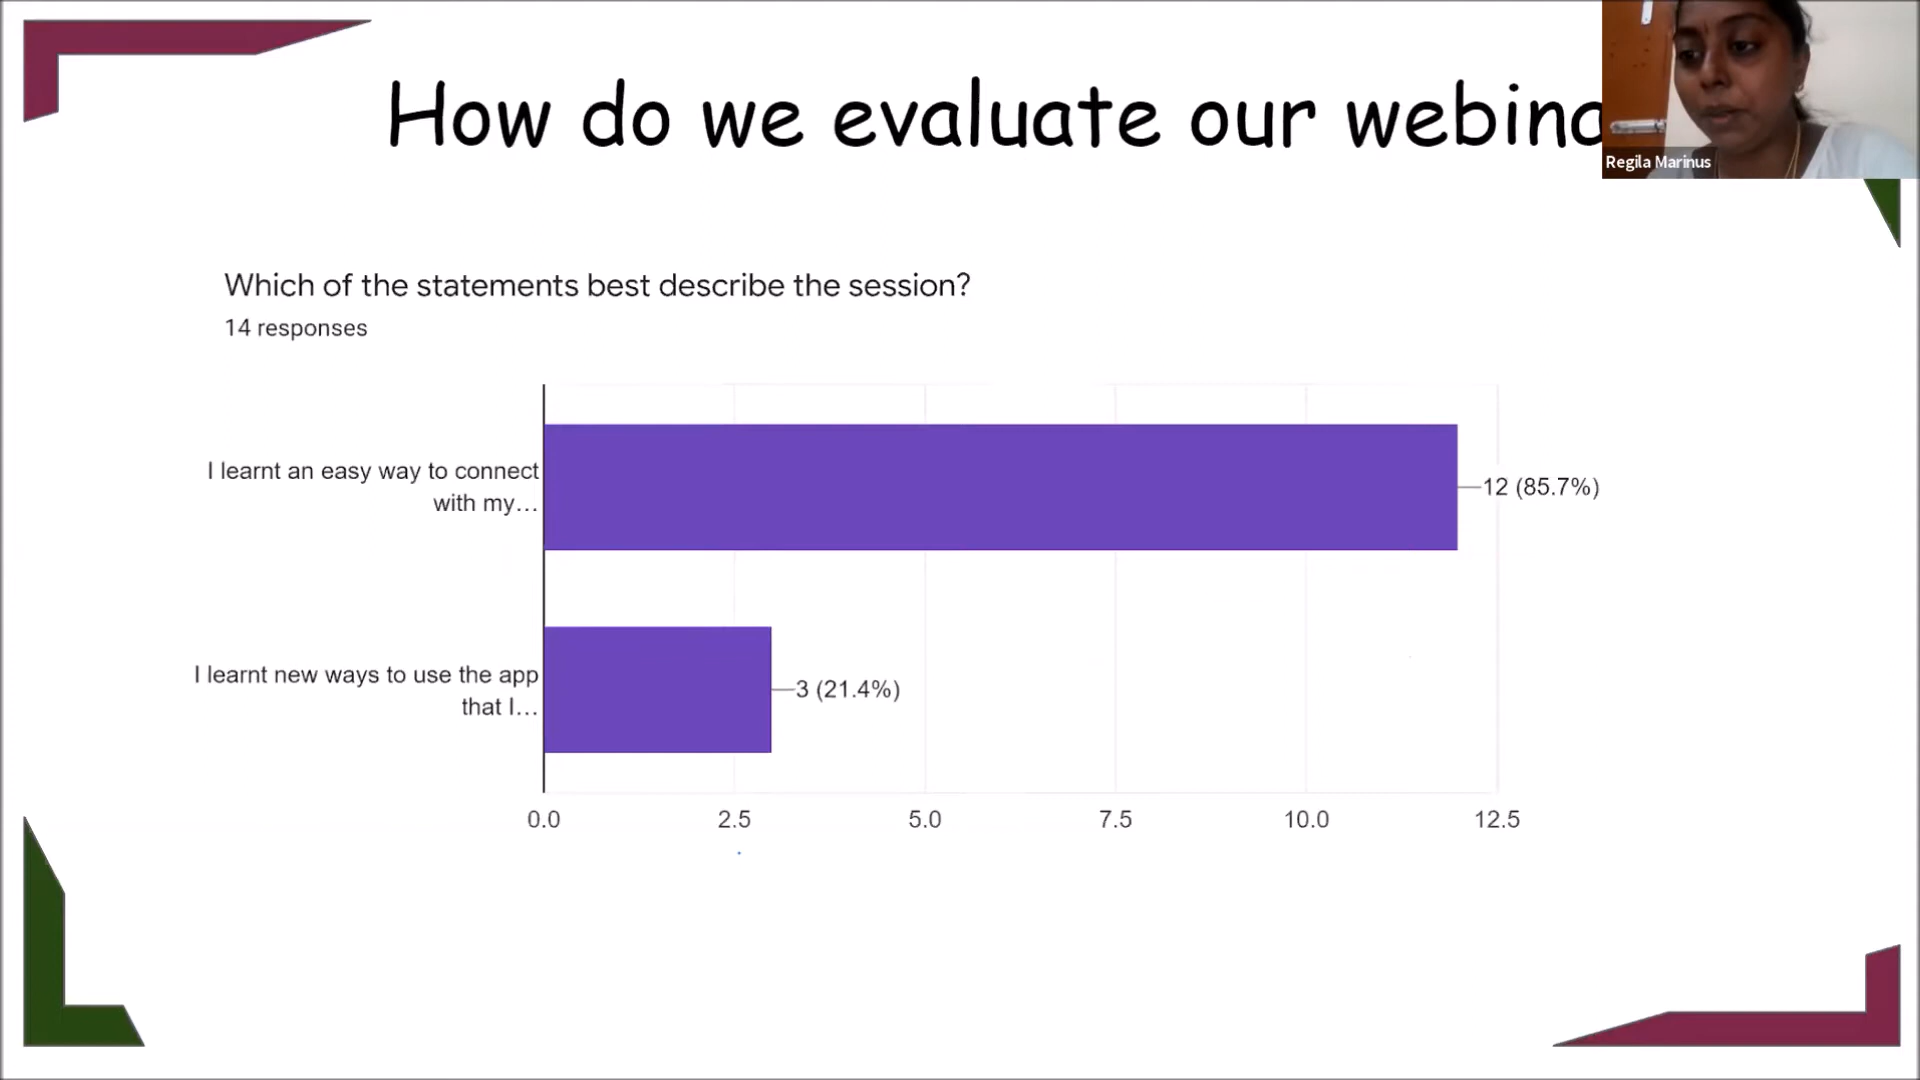 How do we evaluate our webina
Regila Marinus
Which of the statements best describe the session?
14 responses
I learnt an easy way to connect
with my...
12 (85.7%)
I learnt new ways to use the app
that I...
3 (21.4%)
0.0 2.5 5.0 7.5 10.0 12.5